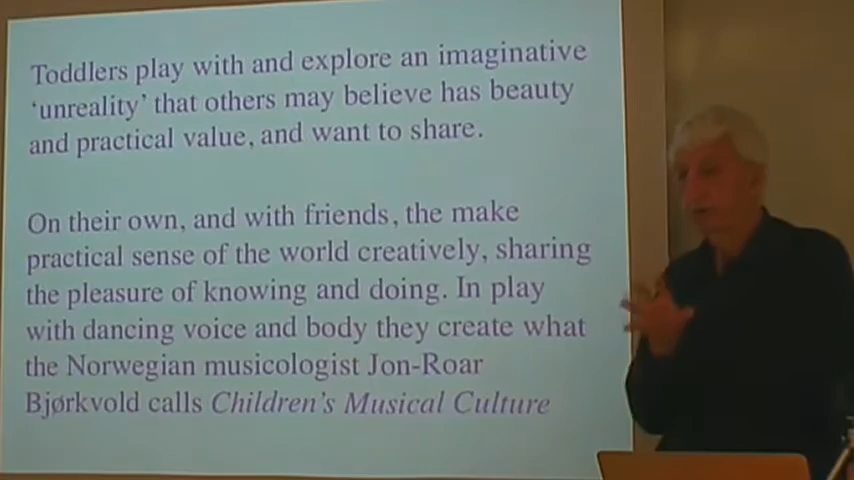 Toddlers play with and explore an imaginative
‘unreality’ that others may believe has beauty
and practical value, and want to share.
On their own, and with friends, the make
practical sense of the world creatively, sharing
the pleasure of knowing and doing. In play
with dancing voice and body they create what
the Norwegian musicologist Jon-Roar
Bjørkvold calls Children’s Musical Culture